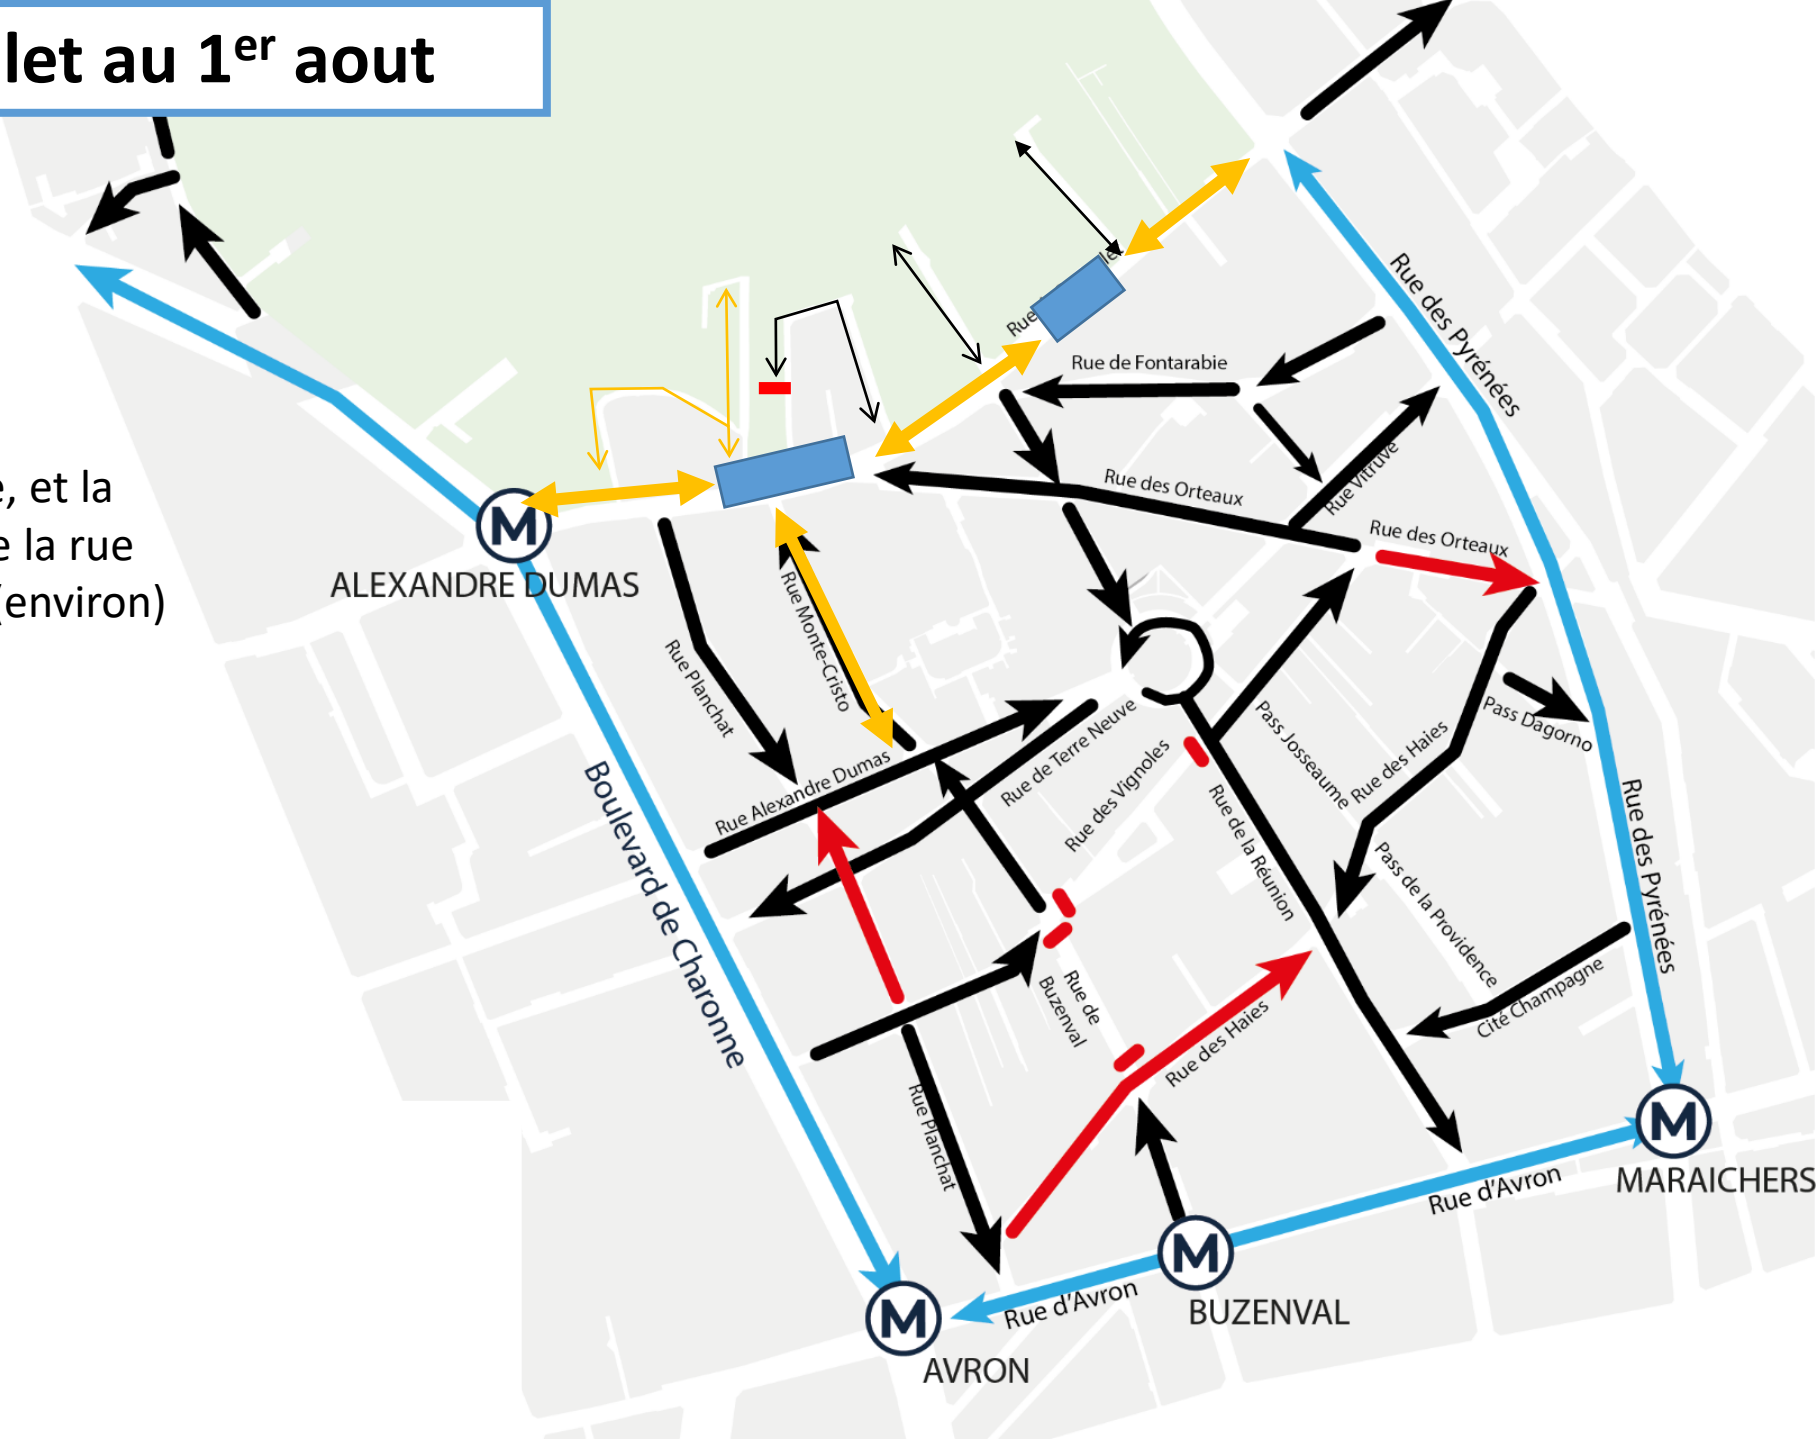 let au 1er aout
e, et la
e la rue
(environ)
Rue
le
Rue des Pyrénées
Rue de Fontarabie
Rue Vitruve
Rue des Orteaux
Rue des Orteaux
M
ALEXANDRE DUMAS
Rue Planchat
Rue Monte-Cristo
Rue Alexandre Dumas
Rue de Terre Neuve
Rue des Vignoles
Pass Josseaume
Rue des Haies
Pass Dagorno
Boulevard de Charonne
Rue de la Réunion
Pass de la Providence
Rue des Pyrénées
Cité Champagne
Rue de
Buzenval
Rue des Haies
Rue Planchat
M
MARAICHERS
Rue d'Avron
M
BUZENVAL
Rue d'Avron
M
AVRON